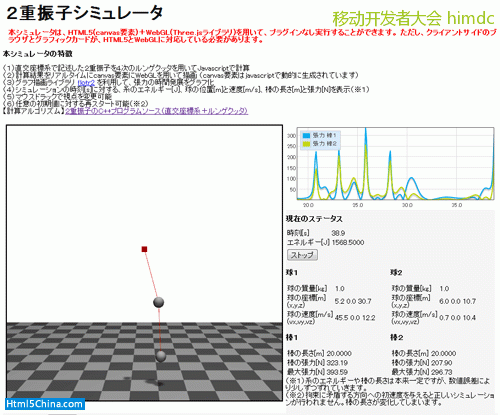 2重振子シミュレータ
移动开发者大会 himdc
本シミュレータは、HTML5(canvas要素)+WebGL(Three.jsライブラリ)を用いて、プラグインなし実行することができます。ただし、クライアントサイドのブ
ラウザとグラフィックカードが、HTML5とWebGLに対応している必要があります。
本シミュレータの特徴
(1)直交座標系で記述した2重振子を4次のルンゲクッタを用いてJavascriptで計算
(2)計算結果をリアルタイムにcanvas要素にWebGLを用いて描画 (canvas要素はjavascriptで動的に生成されています)
(3)グラフ描画ライブラリ flotr2 を利用して、張力の時間発展をグラフ化
(4)シミュレーションの時刻[s]に対する、糸のエネルギー[J], 球の位置[m]と速度[m/s], 棒の長さ[m]と張力[N]を表示(※1)
(5)マウスドラックで視点を変更可能
(6)任意の初期値に対する再スタート可能(※2)
【計算アルゴリズム】2重振子のC++プログラムソース(直交座標系+ルンゲクッタ)
300
200
100
0
張力 棒1
張力 棒2
30.0
35.0
現在のステータス
時刻[s] 38.9
エネルギー[J] 1568.5000
ストップ
球1 球2
球の質量[kg] 1.0 球の質量[kg] 1.0
球の座標[m] 5.2 0.0 30.7 球の座標[m] 6.0 0.0 10.7
(x,y,z) (x,y,z)
球の速度[m/s] 45.5 0.0 12.2 球の速度[m/s] 0.7 0.0 10.4
(vx,vy,vz) (vx,vy,vz)
棒1 棒2
棒の長さ[m] 20.0000 棒の長さ[m] 20.0000
棒の張力[N] 323.19 棒の張力[N] 207.90
最大の張力[N] 393.59 最大の張力[N] 296.73
(※1)系のエネルギーや棒の長さは本来一定ですが、数値誤差によ
り少しずつずれていきます。
(※2)拘束に矛盾する方向への初速度を与えると正しいシミュレーショ
ンが行われません。棒の長さが変化してしまいます。
Html5China.com